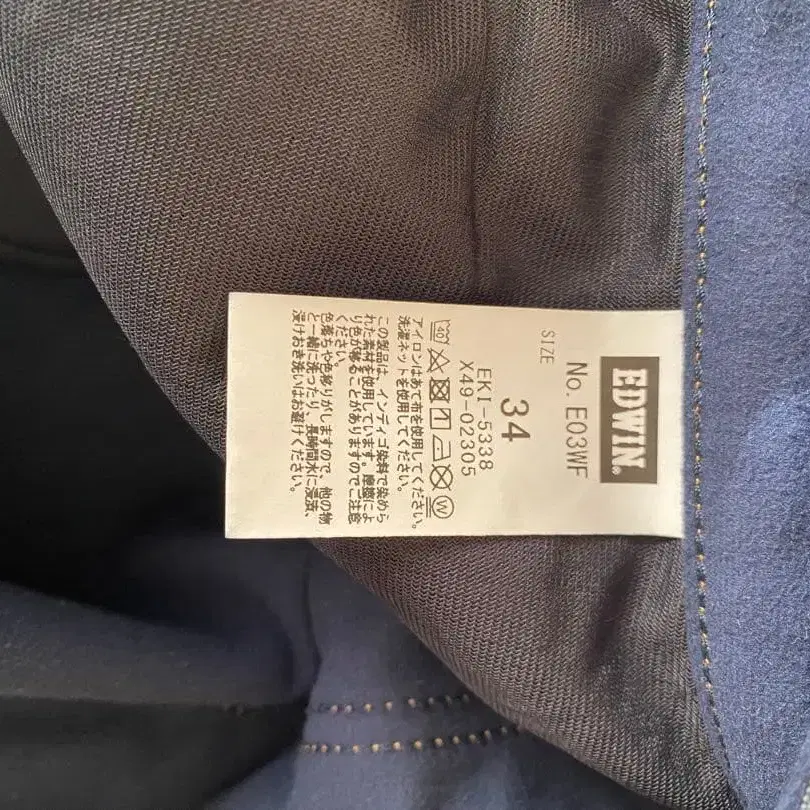 EDWIN.
No. E03WF
SIZE
34
EKI-5338
X49-02305
40
W
アイロンはあて布を使用してください。
洗濯ネットを使用してください。
この製品は、インディゴ染料で染めら
れた素材を使用しています。摩擦によ
り色が移ることがありますのでご注意
ください。
色落ちや色移りがしますので、他の物
と一緒に洗ったり、長時間水に浸漬、
漬けおき洗いはお避けください。